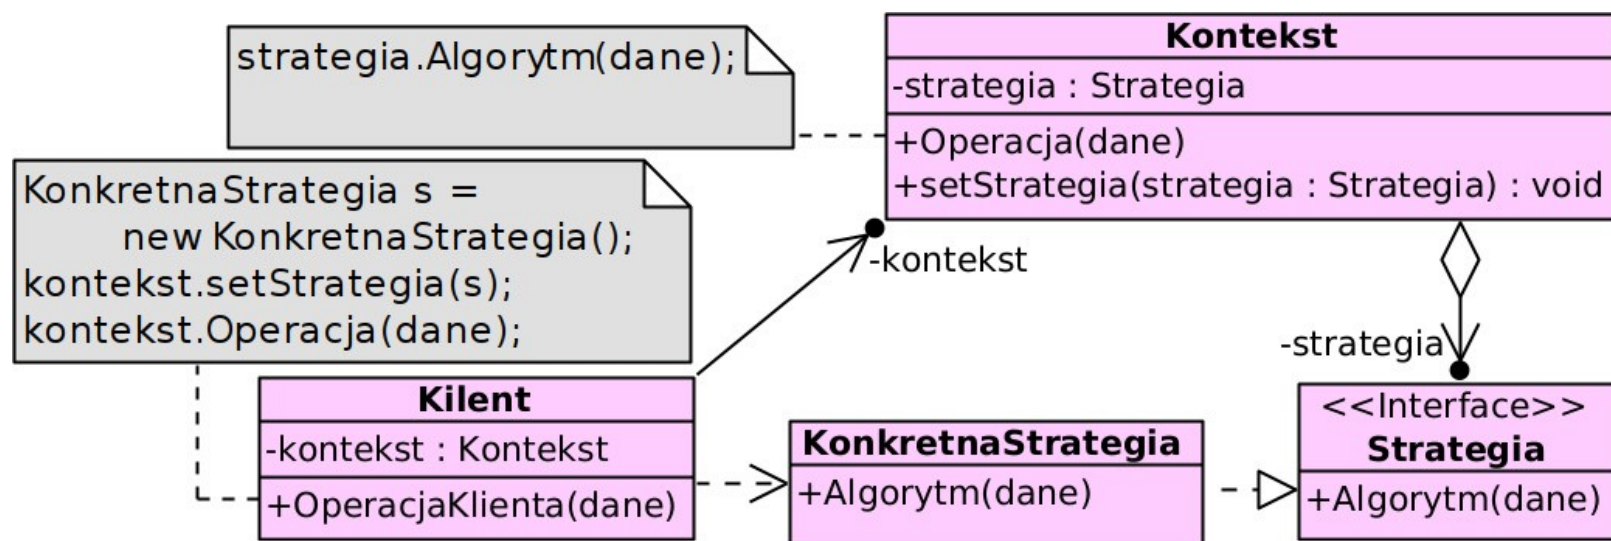 strategia.Algorytm(dane);
Kontekst
-strategia : Strategia
+Operacja(dane)
+setStrategia(strategia : Strategia) : void
KonkretnaStrategia s =
new KonkretnaStrategia();
kontekst.setStrategia(s);
kontekst.Operacja(dane);
-kontekst
-strategia
Kilent
-kontekst : Kontekst
+OperacjaKlienta(dane)
KonkretnaStrategia
+Algorytm(dane)
<<Interface>>
Strategia
+Algorytm(dane)